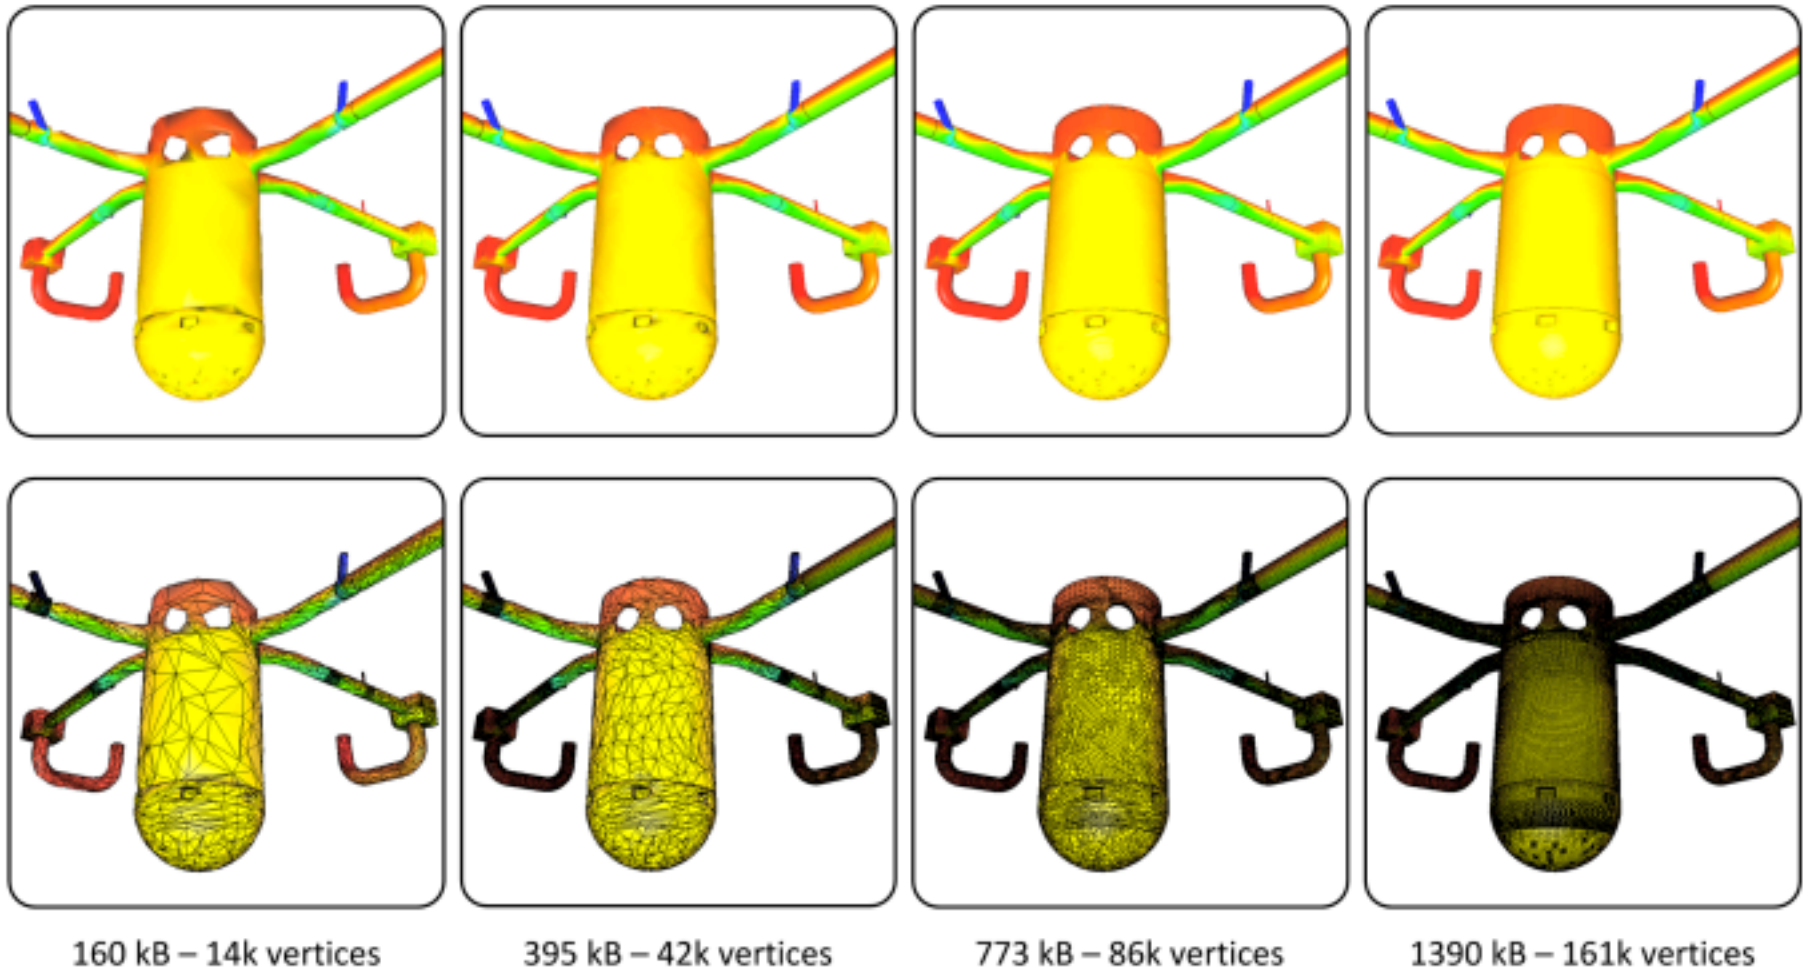 160 kB – 14k vertices
395 kB – 42k vertices
773 kB – 86k vertices
1390 kB – 161k vertices